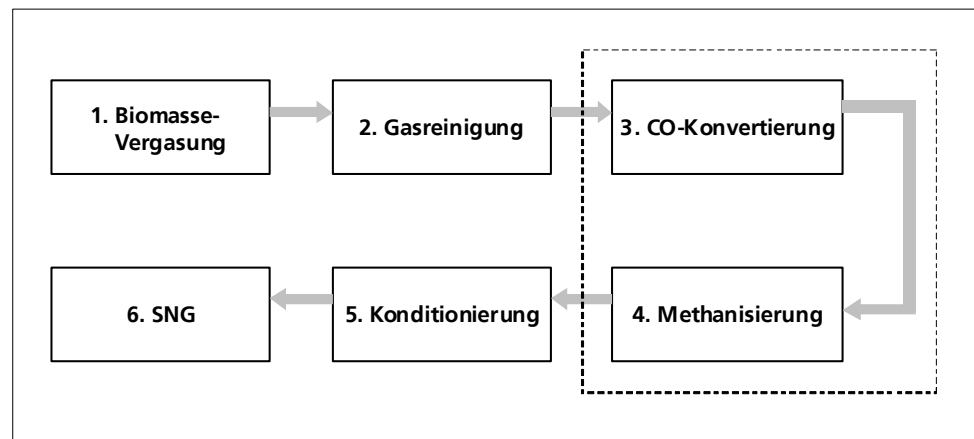 1. Biomasse-
Vergasung
2. Gasreinigung
3. CO-Konvertierung
6. SNG
5. Konditionierung
4. Methanisierung